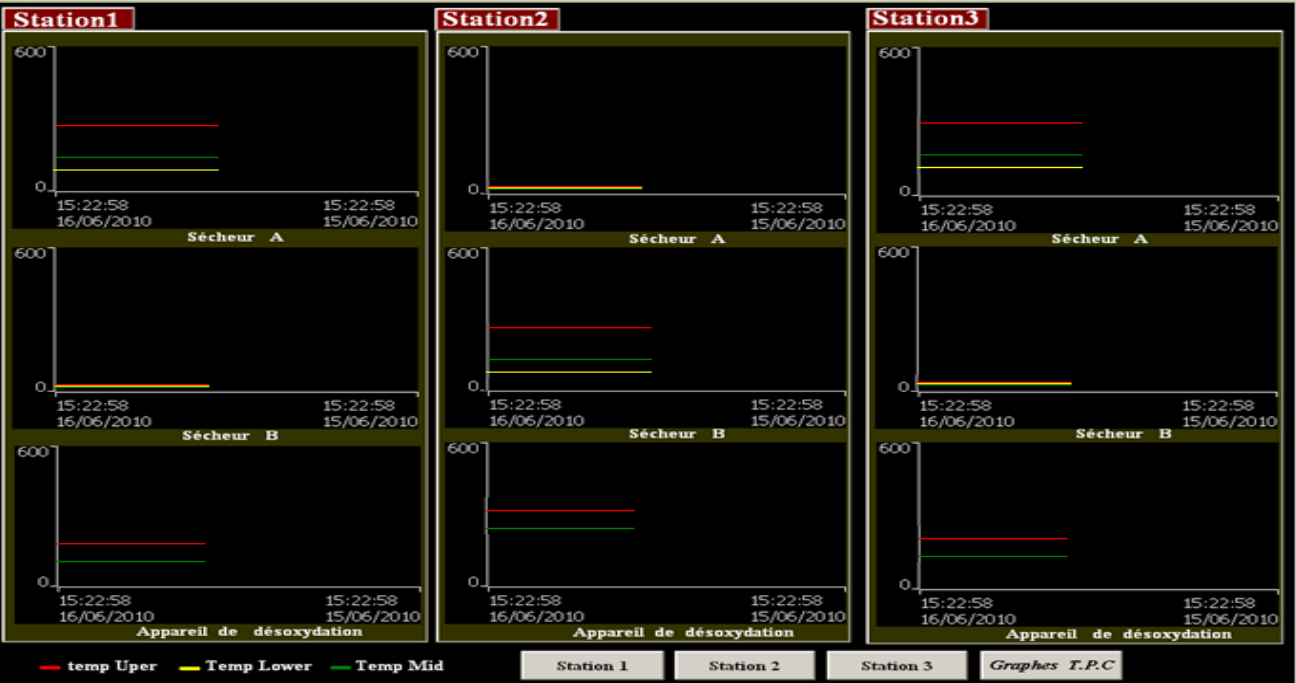 Station1
600
0
15:22:58 15:22:58
16/06/2010 15/06/2010
Sécheur A
600
0
15:22:58 15:22:58
16/06/2010 15/06/2010
Sécheur B
600
0
15:22:58 15:22:58
16/06/2010 15/06/2010
Appareil de désoxydation
Station2
600
0
15:22:58 15:22:58
16/06/2010 15/06/2010
Sécheur A
600
0
15:22:58 15:22:58
16/06/2010 15/06/2010
Sécheur B
600
0
15:22:58 15:22:58
16/06/2010 15/06/2010
Appareil de désoxydation
Station3
600
0
15:22:58 15:22:58
16/06/2010 15/06/2010
Sécheur A
600
0
15:22:58 15:22:58
16/06/2010 15/06/2010
Sécheur B
600
0
15:22:58 15:22:58
16/06/2010 15/06/2010
Appareil de désoxydation
temp Uper Temp Lower Temp Mid Station 1 Station 2 Station 3 Graphes T.P.C